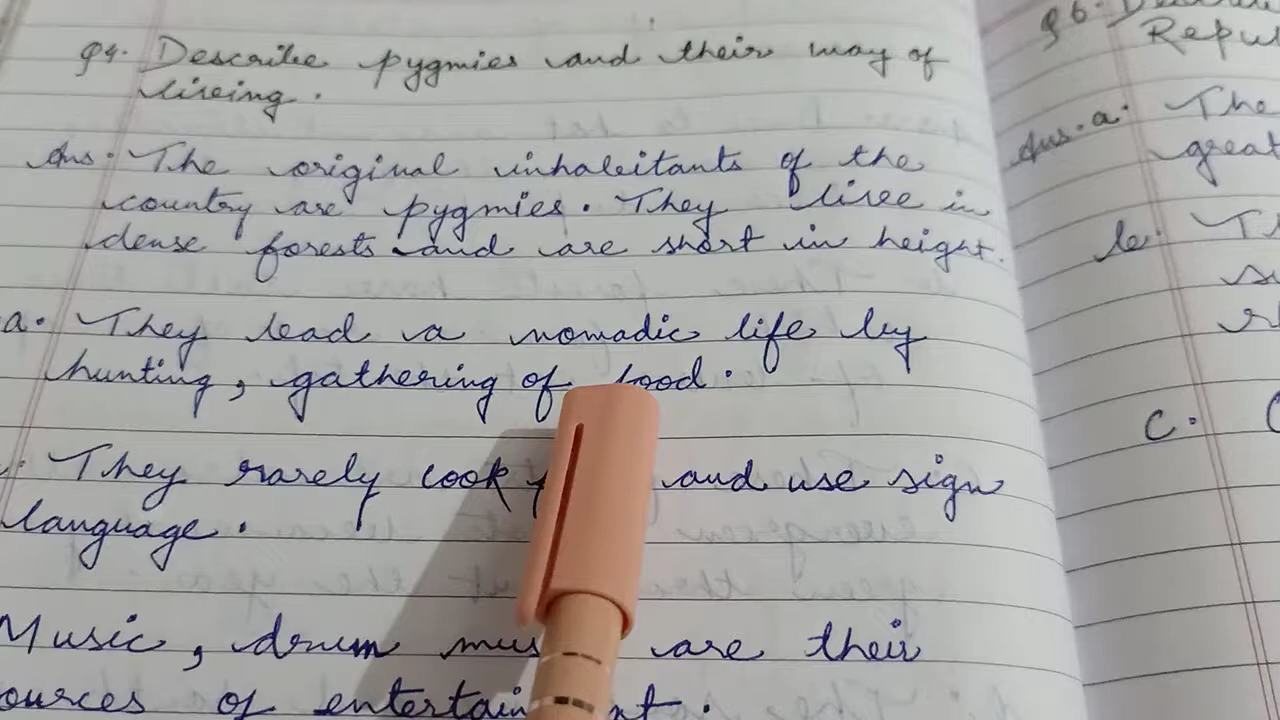 Q4. Describe pygmies and their way of
living.
Ans. The original inhabitants of the
country are pygmies. They live in
dense forests and are short in height.
a. They lead a nomadic life by
hunting, gathering of food.
They rarely cook and use sign
language.
Music, drum are their
of
Q6.
Ans. a. The
great
b.
c.